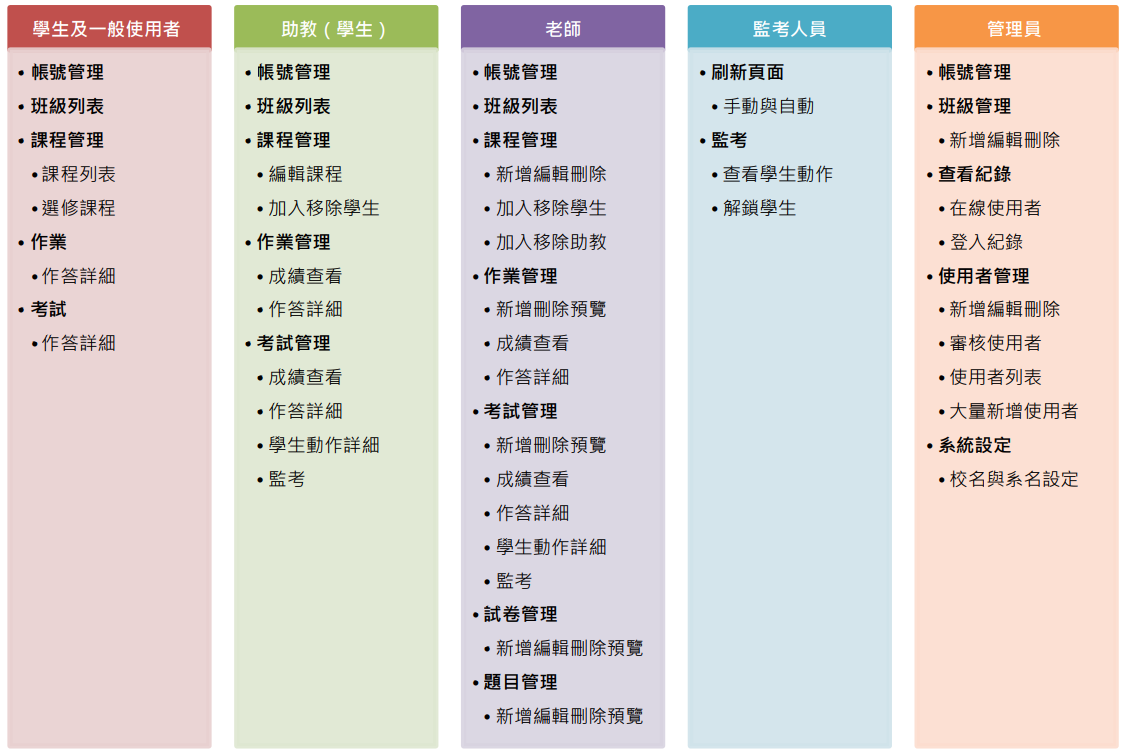 學生及一般使用者
• 帳號管理
• 班級列表
• 課程管理
• 課程列表
• 選修課程
• 作業
• 作答詳細
• 考試
• 作答詳細
助教（學生）
• 帳號管理
• 班級列表
• 課程管理
• 編輯課程
• 加入移除學生
• 作業管理
• 成績查看
• 作答詳細
• 考試管理
• 成績查看
• 作答詳細
• 學生動作詳細
• 監考
老師
• 帳號管理
• 班級列表
• 課程管理
• 新增編輯刪除
• 加入移除學生
• 加入移除助教
• 作業管理
• 新增刪除預覽
• 成績查看
• 作答詳細
• 考試管理
• 新增刪除預覽
• 成績查看
• 作答詳細
• 學生動作詳細
• 監考
• 試卷管理
• 新增編輯刪除預覽
• 題目管理
• 新增編輯刪除預覽
監考人員
• 刷新頁面
• 手動與自動
• 監考
• 查看學生動作
• 解鎖學生
管理員
• 帳號管理
• 班級管理
• 新增編輯刪除
• 查看紀錄
• 在線使用者
• 登入紀錄
• 使用者管理
• 新增編輯刪除
• 審核使用者
• 使用者列表
• 大量新增使用者
• 系統設定
• 校名與系名設定